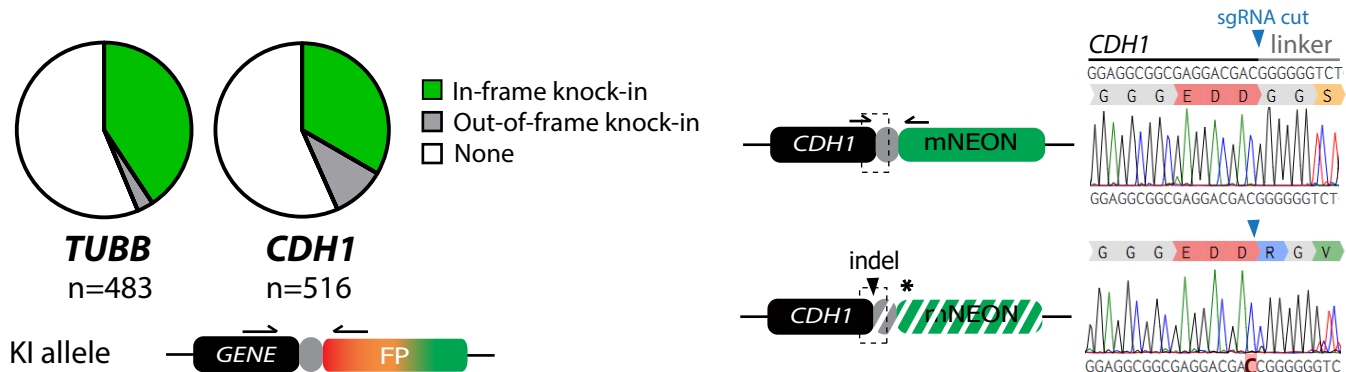 In-frame knock-in
Out-of-frame knock-in
None
TUBB
n=483
CDH1
n=516
KI allele
GENE
FP
CDH1
mNEON
indel
*
CDH1
mNEON
sgRNA cut
CDH1
linker
GGAGGCGGCGAGGACGACGGGGGGTCT
G G G E D D G G S
GGAGGCGGCGAGGACGACGGGGGGTCT
G G G E D D R G V
GGAGGCGGCGAGGACGACCGGGGGGTC